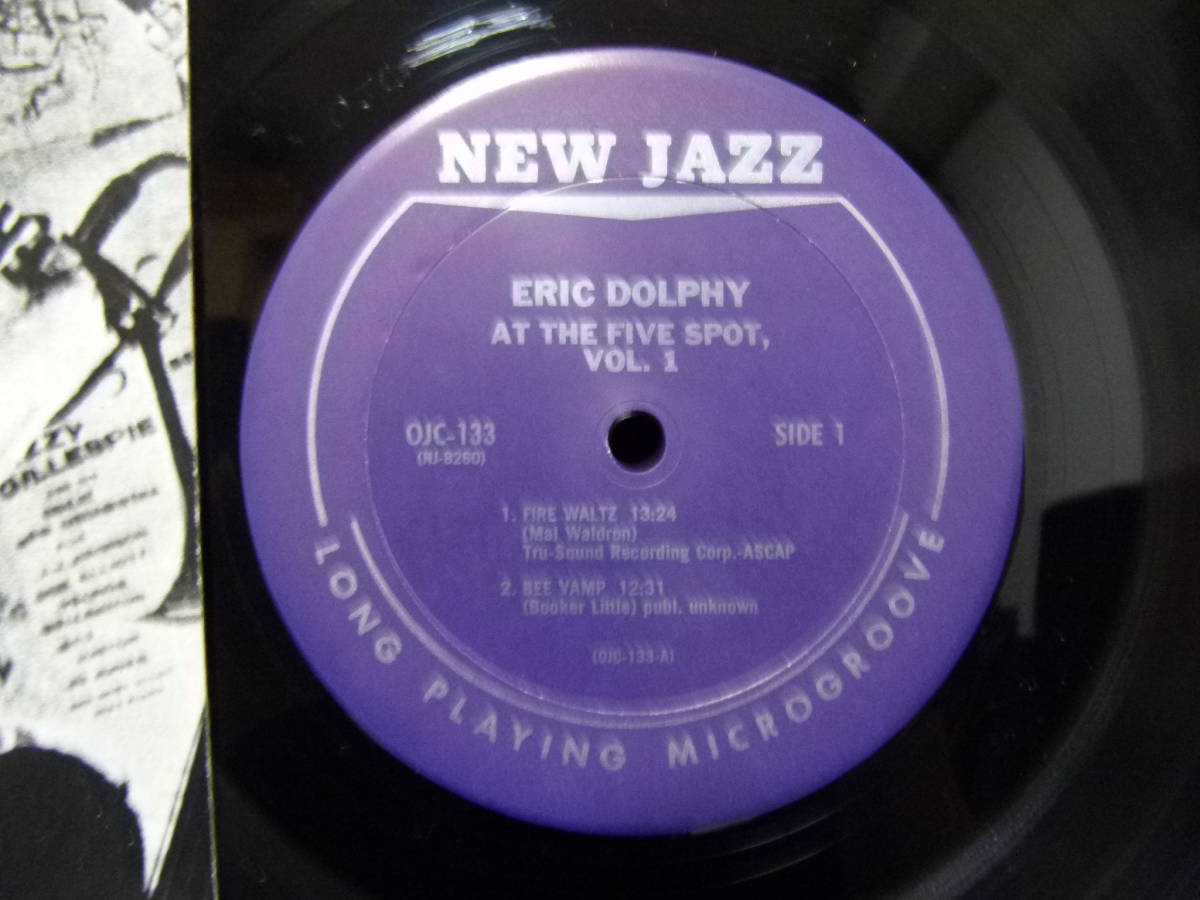 NEW JAZZ
ERIC DOLPHY
AT THE FIVE SPOT,
VOL. 1
OJC-133
(NJ-8260)
SIDE 1
1. FIRE WALTZ 13:24
(Mal Waldron)
Tru-Sound Recording Corp.-ASCAP
2. BEE VAMP 12:31
(Booker Little) publ. unknown
(OJC-133-A)
LONG PLAYING MICROGROOVE
ZZY
GILLESPIE